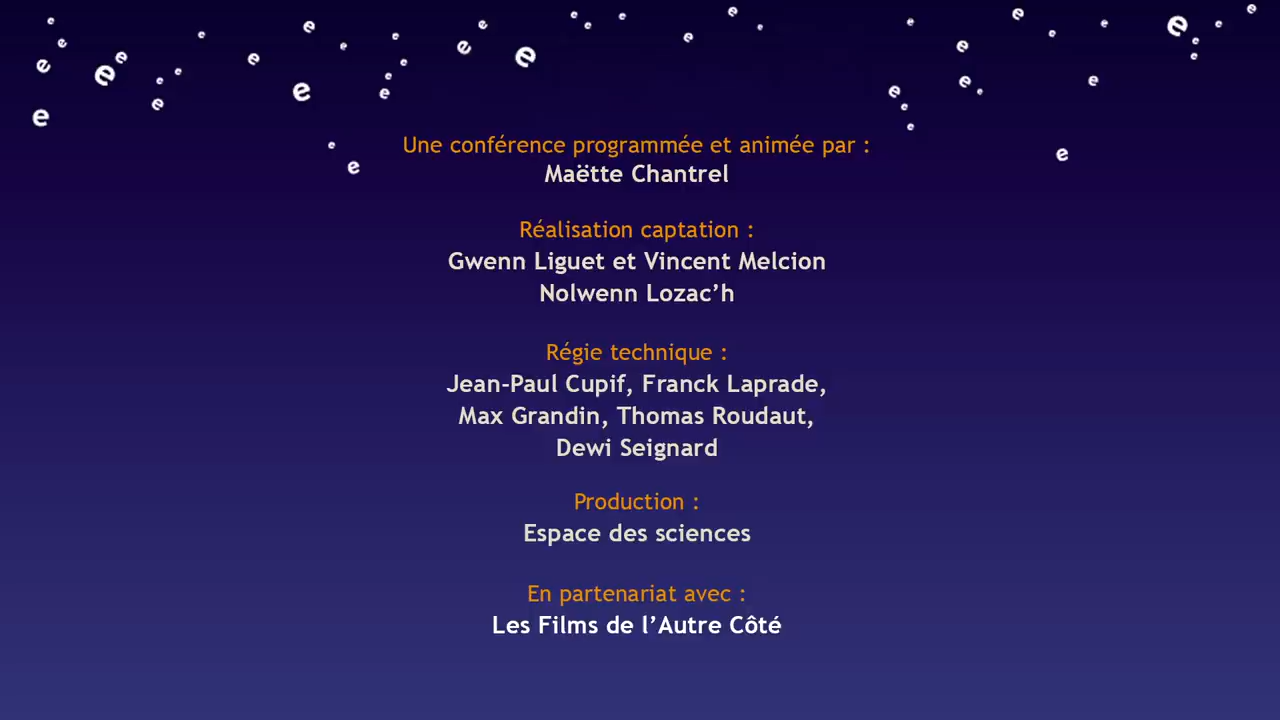 Une conférence programmée et animée par :
Maëtte Chantrel
Réalisation captation :
Gwenn Liguet et Vincent Melcion
Nolwenn Lozac’h
Régie technique :
Jean-Paul Cupif, Franck Laprade,
Max Grandin, Thomas Roudaut,
Dewi Seignard
Production :
Espace des sciences
En partenariat avec :
Les Films de l’Autre Côté